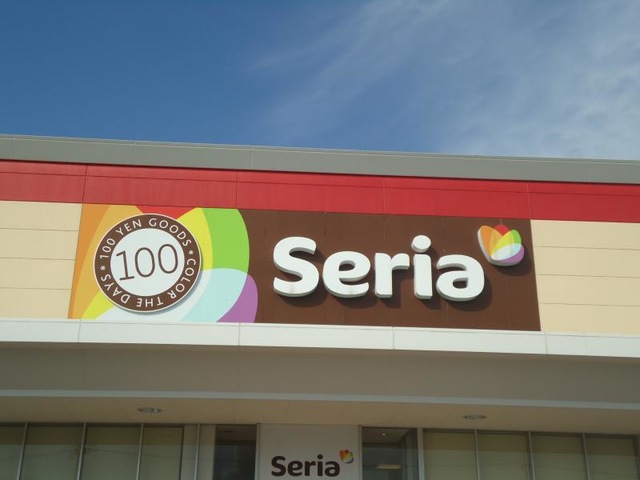 100 YEN GOODS
100
COLOR THE DAYS
Seria
Seria